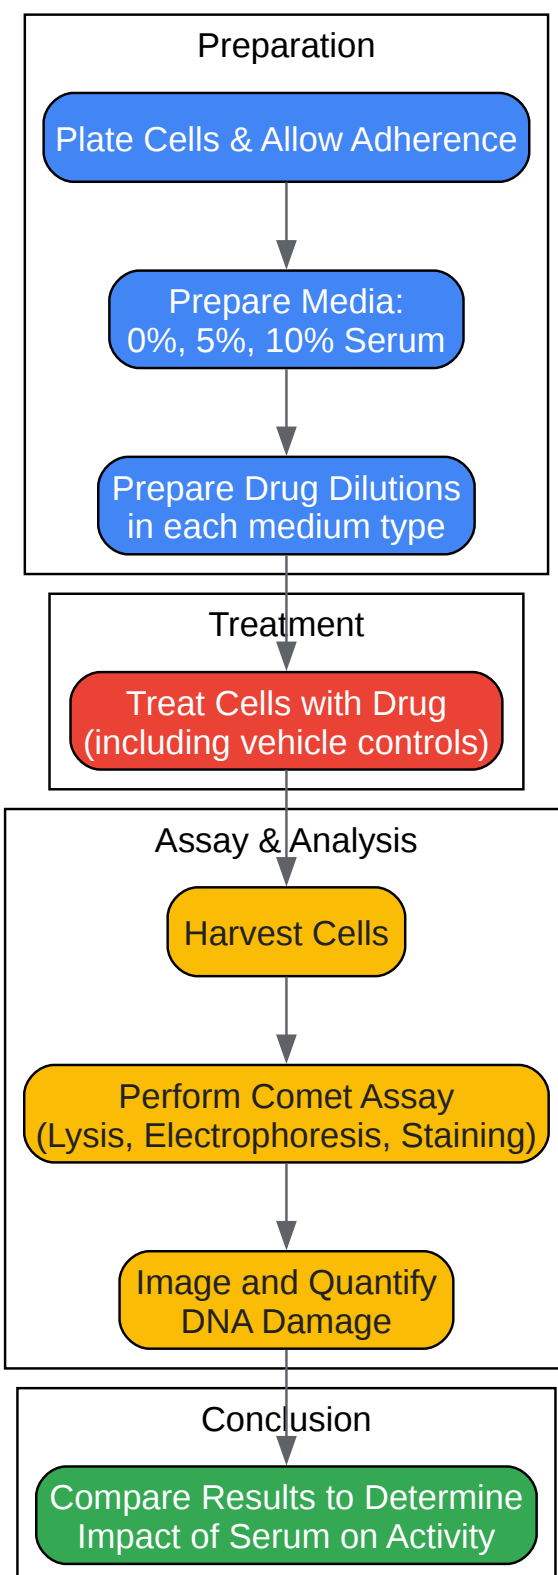 Preparation
Plate Cells & Allow Adherence
Prepare Media:
0%, 5%, 10% Serum
Prepare Drug Dilutions
in each medium type
Treatment
Treat Cells with Drug
(including vehicle controls)
Assay & Analysis
Harvest Cells
Perform Comet Assay
(Lysis, Electrophoresis, Staining)
Image and Quantify
DNA Damage
Conclusion
Compare Results to Determine
Impact of Serum on Activity